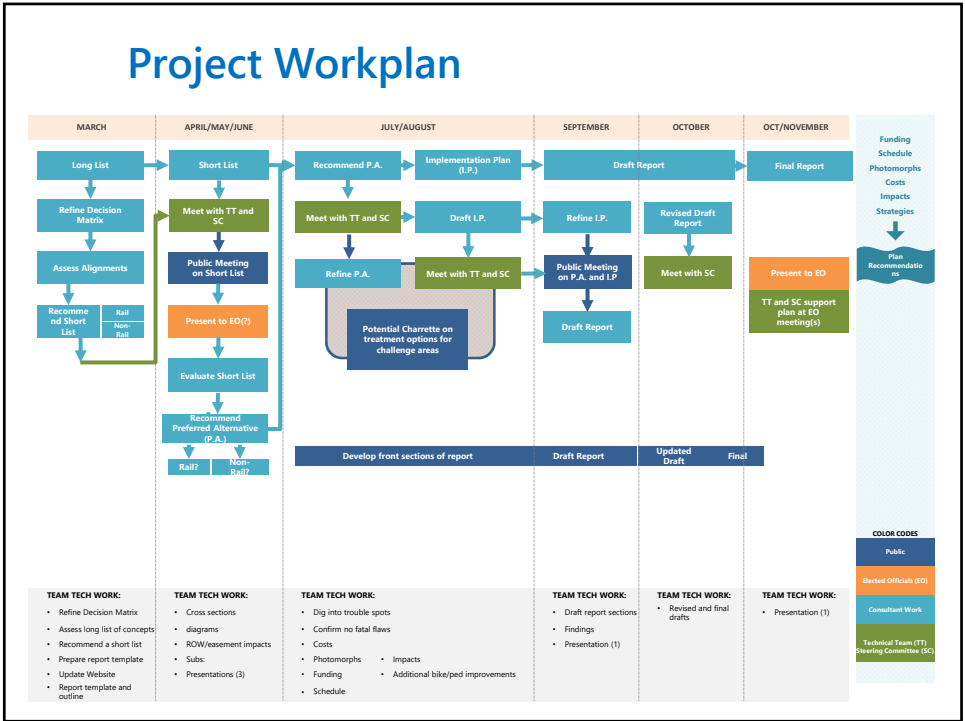 Project Workplan
MARCH
APRIL/MAY/JUNE
JULY/AUGUST
SEPTEMBER
OCTOBER
OCT/NOVEMBER
Long List
Refine Decision
Matrix
Assess Alignments
Recomme
nd Short
List
Rail
Non-
Rail
Short List
Meet with TT and
SC
Public Meeting
on Short List
Present to EO(?)
Evaluate Short List
Recommend
Preferred Alternative
(P.A.)
Rail?
Non-
Rail?
Recommend P.A.
Implementation Plan
(I.P.)
Meet with TT and SC
Draft I.P.
Refine P.A.
Meet with TT and SC
Potential Charrette on
treatment options for
challenge areas
Draft Report
Refine I.P.
Public Meeting
on P.A. and I.P
Draft Report
Revised Draft
Report
Meet with SC
Final Report
Present to EO
TT and SC support
plan at EO
meeting(s)
Develop front sections of report
Draft Report
Updated
Draft
Final
Funding
Schedule
Photomorphs
Costs
Impacts
Strategies
Plan
Recommendatio
ns
COLOR CODES
Public
Elected Officials (EO)
Consultant Work
Technical Team (TT)
Steering Committee (SC)
TEAM TECH WORK:
• Refine Decision Matrix
• Assess long list of concepts
• Recommend a short list
• Prepare report template
• Update Website
• Report template and
outline
TEAM TECH WORK:
• Cross sections
• diagrams
• ROW/easement impacts
• Subs:
• Presentations (3)
TEAM TECH WORK:
• Dig into trouble spots
• Confirm no fatal flaws
• Costs
• Photomorphs
• Funding
• Schedule
• Impacts
• Additional bike/ped improvements
TEAM TECH WORK:
• Draft report sections
• Findings
• Presentation (1)
TEAM TECH WORK:
• Revised and final
drafts
TEAM TECH WORK:
• Presentation (1)